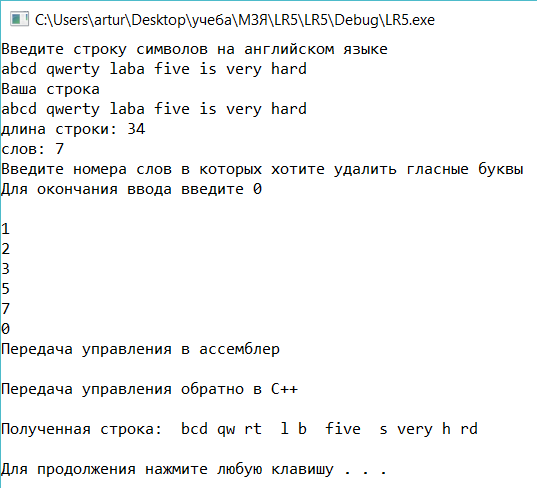 C:\Users\artur\Desktop\учеба\МЗЯ\LR5\LR5\Debug\LR5.exe
Введите строку символов на английском языке
abcd qwerty laba five is very hard
Ваша строка
abcd qwerty laba five is very hard
длина строки: 34
слов: 7
Введите номера слов в которых хотите удалить гласные буквы
Для окончания ввода введите 0
1
2
3
5
7
0
Передача управления в ассемблер
Передача управления обратно в C++
Полученная строка:  bcd qw rt  l b  five  s very h rd
Для продолжения нажмите любую клавишу . . .